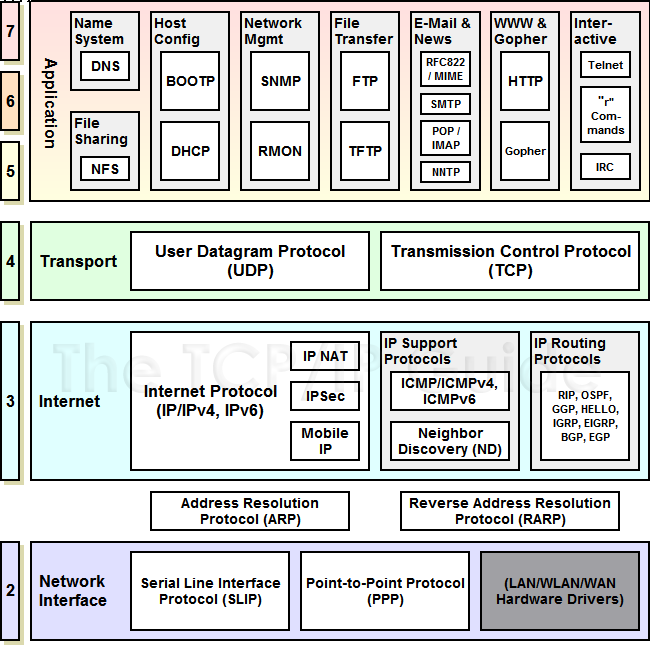 7
6
5
Application
Name
System
DNS
File
Sharing
NFS
Host
Config
BOOTP
DHCP
Network
Mgmt
SNMP
RMON
File
Transfer
FTP
TFTP
E-Mail &
News
RFC822
/ MIME
SMTP
POP /
IMAP
NNTP
WWW &
Gopher
HTTP
Gopher
Inter-
active
Telnet
"r"
Com-
mands
IRC
4
Transport
User Datagram Protocol
(UDP)
Transmission Control Protocol
(TCP)
The TCP/IP Guide
3
Internet
Internet Protocol
(IP/IPv4, IPv6)
IP NAT
IPSec
Mobile
IP
IP Support
Protocols
ICMP/ICMPv4,
ICMPv6
Neighbor
Discovery (ND)
IP Routing
Protocols
RIP, OSPF,
GGP, HELLO,
IGRP, EIGRP,
BGP, EGP
Address Resolution
Protocol (ARP)
Reverse Address Resolution
Protocol (RARP)
2
Network
Interface
Serial Line Interface
Protocol (SLIP)
Point-to-Point Protocol
(PPP)
(LAN/WLAN/WAN
Hardware Drivers)